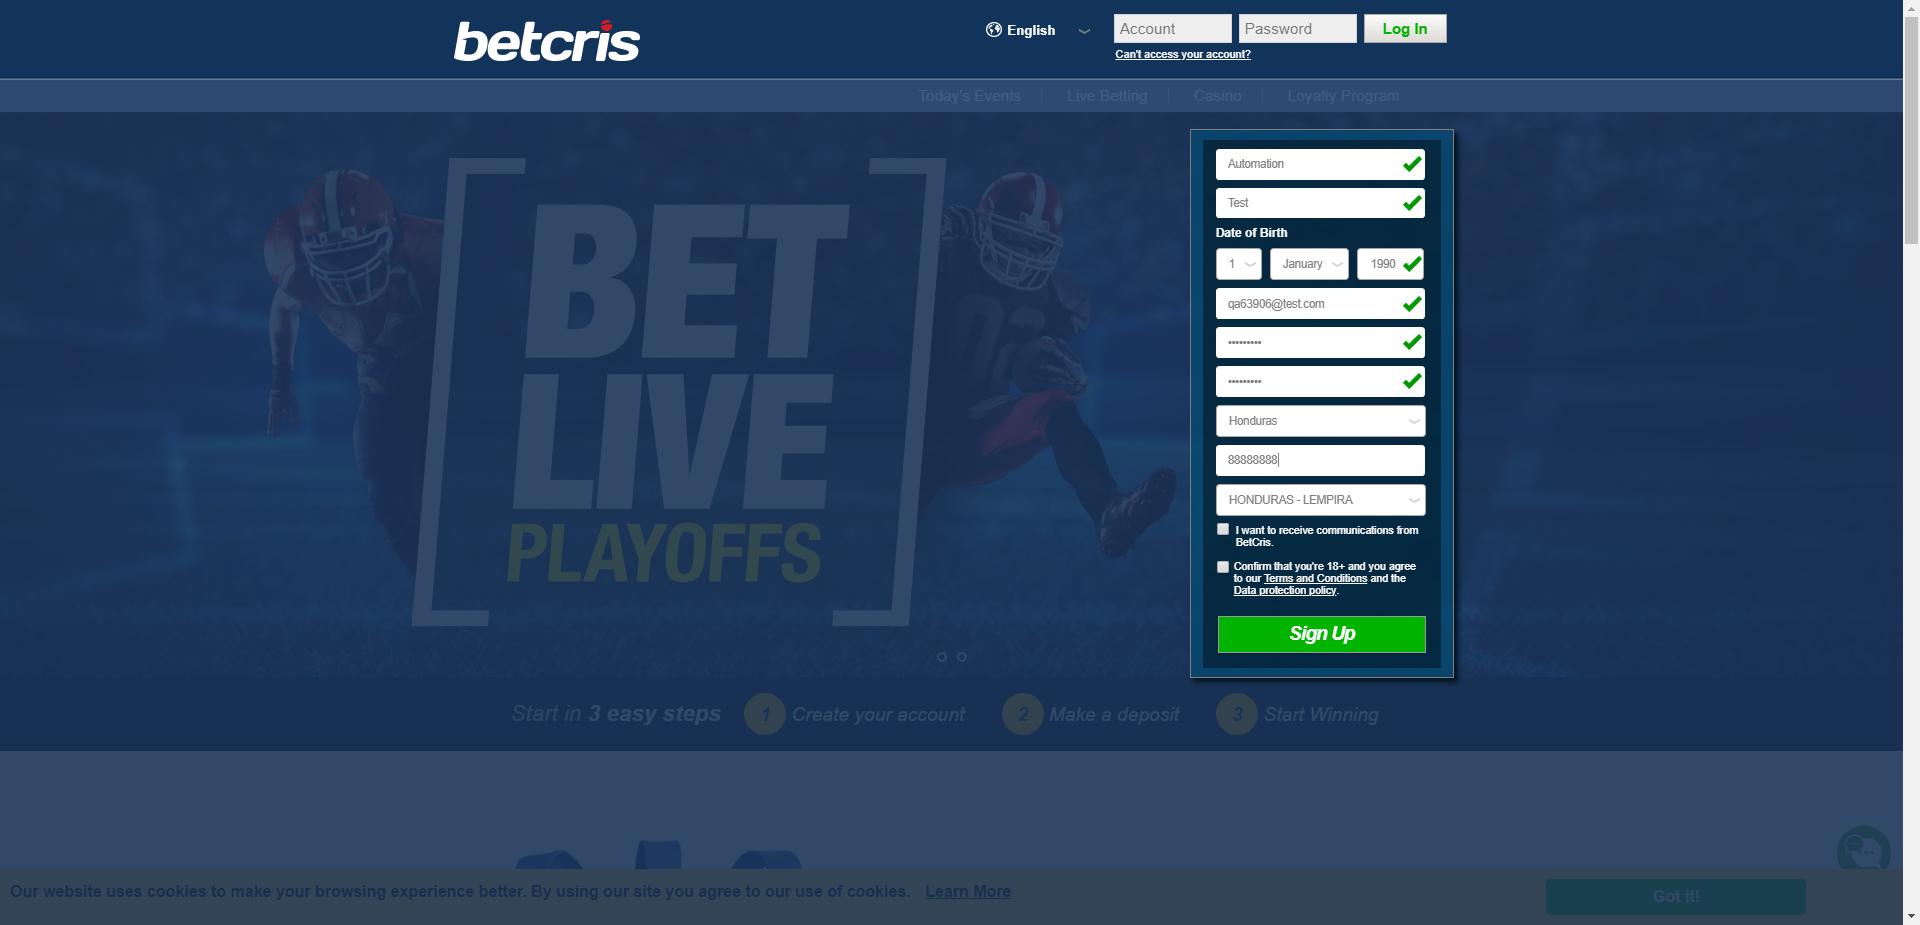 betcris
English
Account
Password
Log In
Can't access your account?
Today's Events
Live Betting
Casino
Loyalty Program
BET
LIVE
PLAYOFFS
Automation
Test
Date of Birth
1
January
1990
qa63906@test.com
•••••••••
•••••••••
Honduras
88888888
HONDURAS - LEMPIRA
I want to receive communications from
BetCris.
Confirm that you're 18+ and you agree
to our Terms and Conditions and the
Data protection policy.
Sign Up
Start in 3 easy steps
1 Create your account
2 Make a deposit
3 Start Winning
Our website uses cookies to make your browsing experience better. By using our site you agree to our use of cookies. Learn More
Got it!